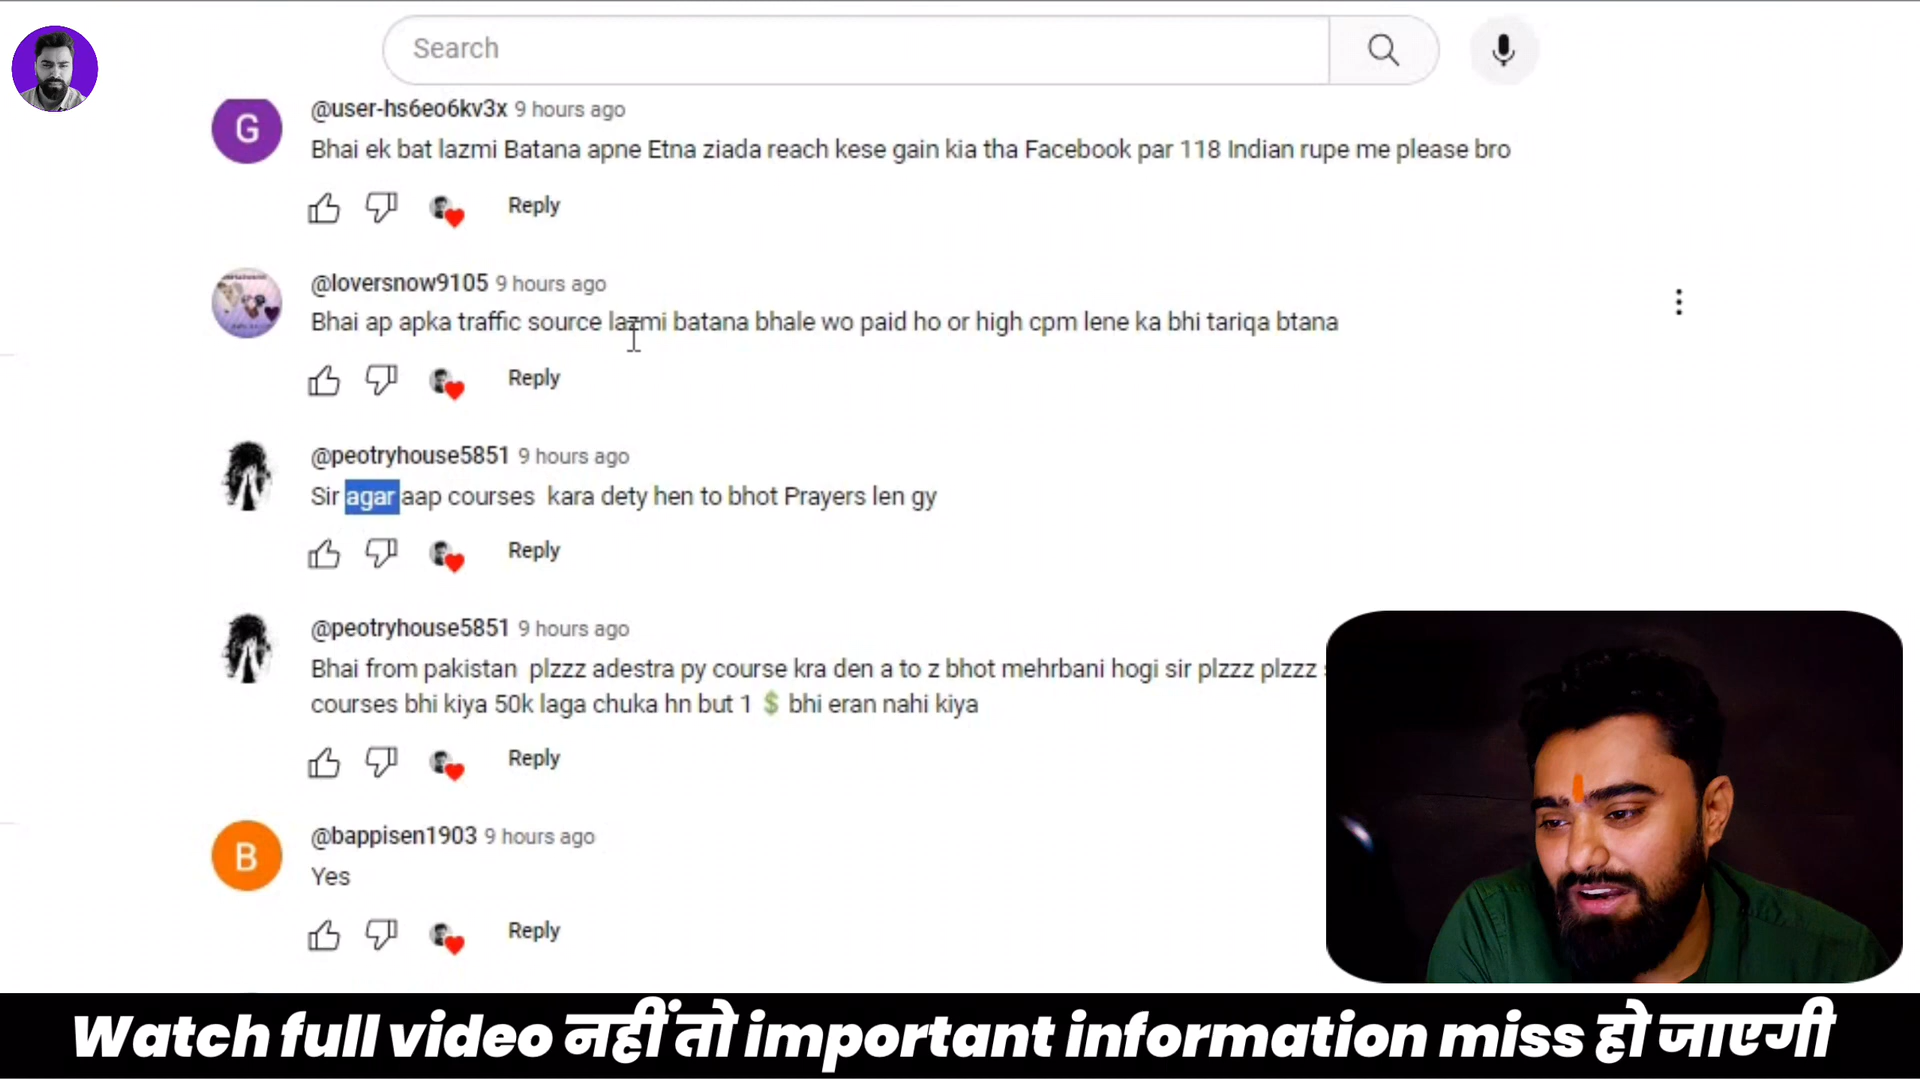 Search
G
@user-hs6eo6kv3x 9 hours ago
Bhai ek bat lazmi Batana apne Etna ziada reach kese gain kia tha Facebook par 118 Indian rupe me please bro
Reply
@loversnow9105 9 hours ago
Bhai ap apka traffic source lazmi batana bhale wo paid ho or high cpm lene ka bhi tariqa btana
Reply
@peotryhouse5851 9 hours ago
Sir agar aap courses kara dety hen to bhot Prayers len gy
Reply
@peotryhouse5851 9 hours ago
Bhai from pakistan plzzz adestra py course kra den a to z bhot mehrbani hogi sir plzzz plzzz
courses bhi kiya 50k laga chuka hn but 1 💲 bhi eran nahi kiya
Reply
B
@bappisen1903 9 hours ago
Yes
Reply
Watch full video नहीं तो important information miss हो जाएगी